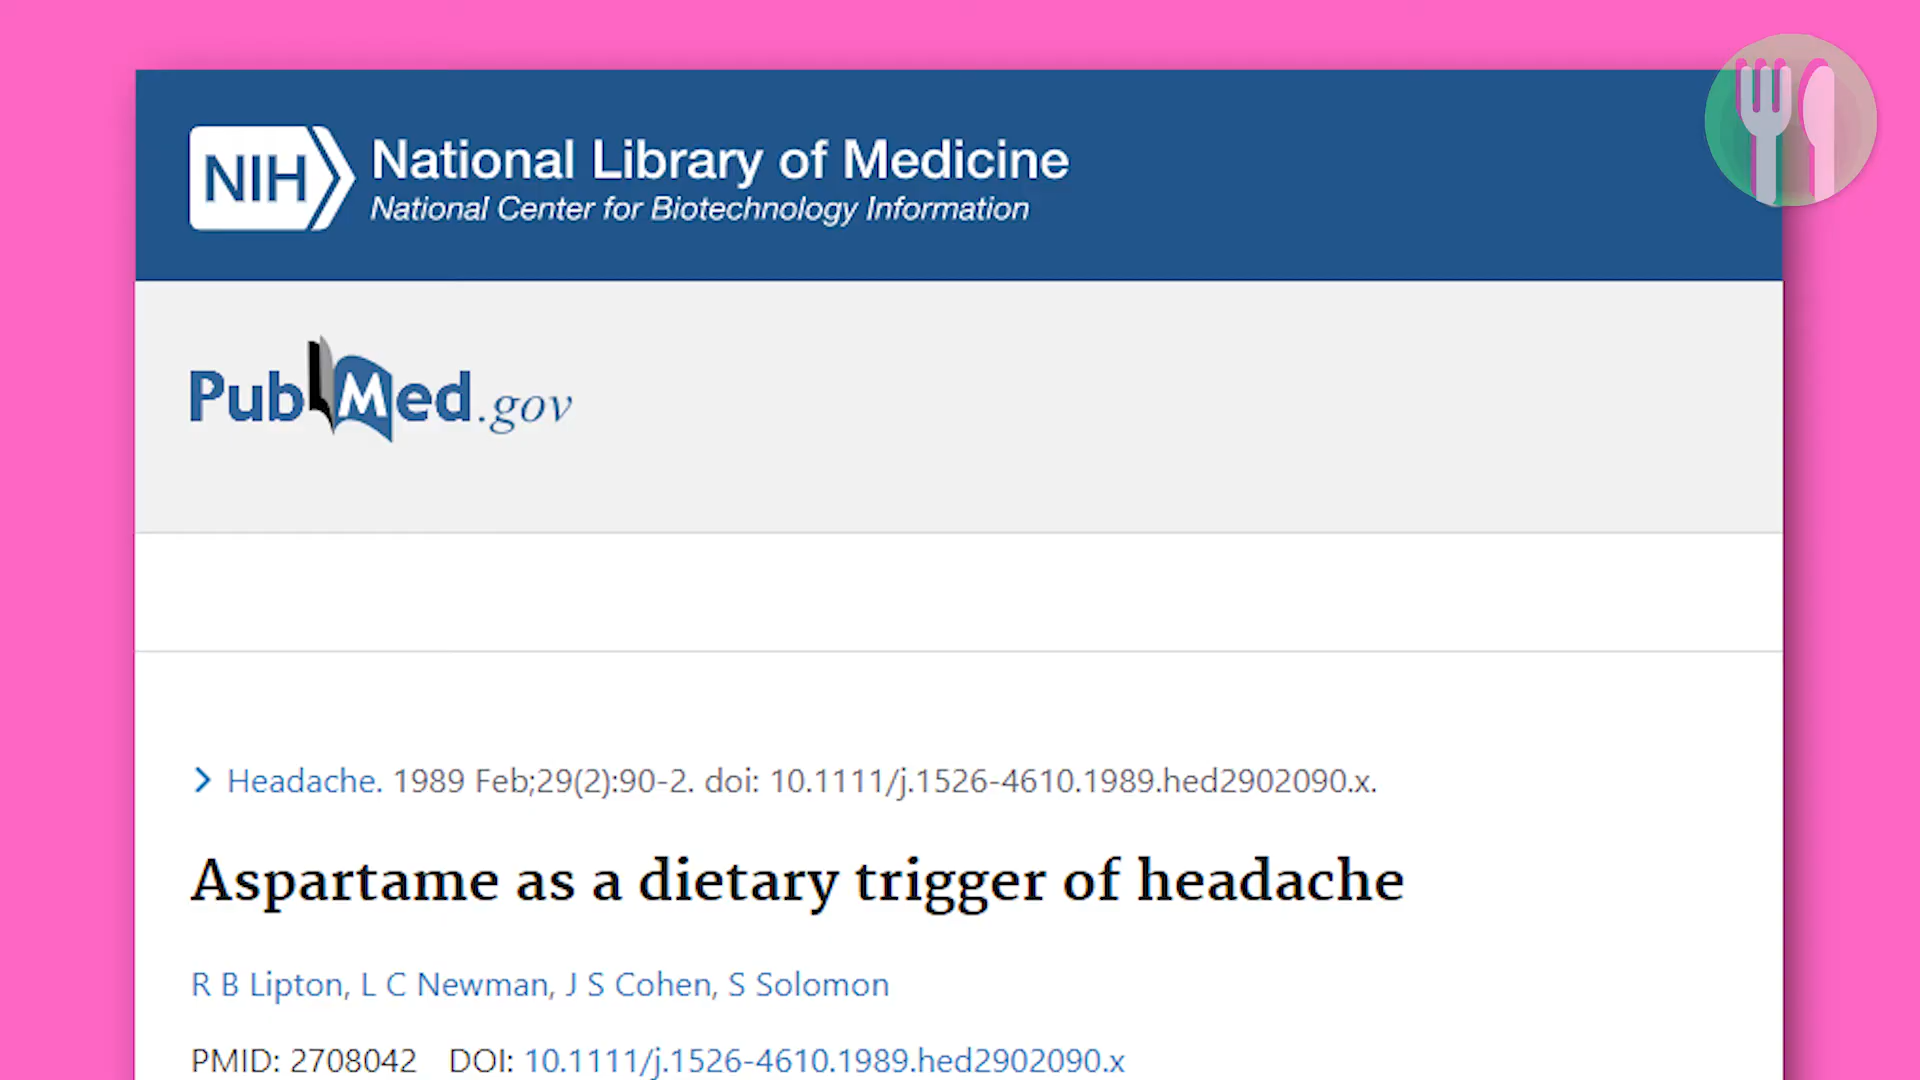 NIH National Library of Medicine
National Center for Biotechnology Information
PubMed.gov
Headache. 1989 Feb;29(2):90-2. doi: 10.1111/j.1526-4610.1989.hed2902090.x.
Aspartame as a dietary trigger of headache
R B Lipton, L C Newman, J S Cohen, S Solomon
PMID: 2708042 DOI: 10.1111/j.1526-4610.1989.hed2902090.x